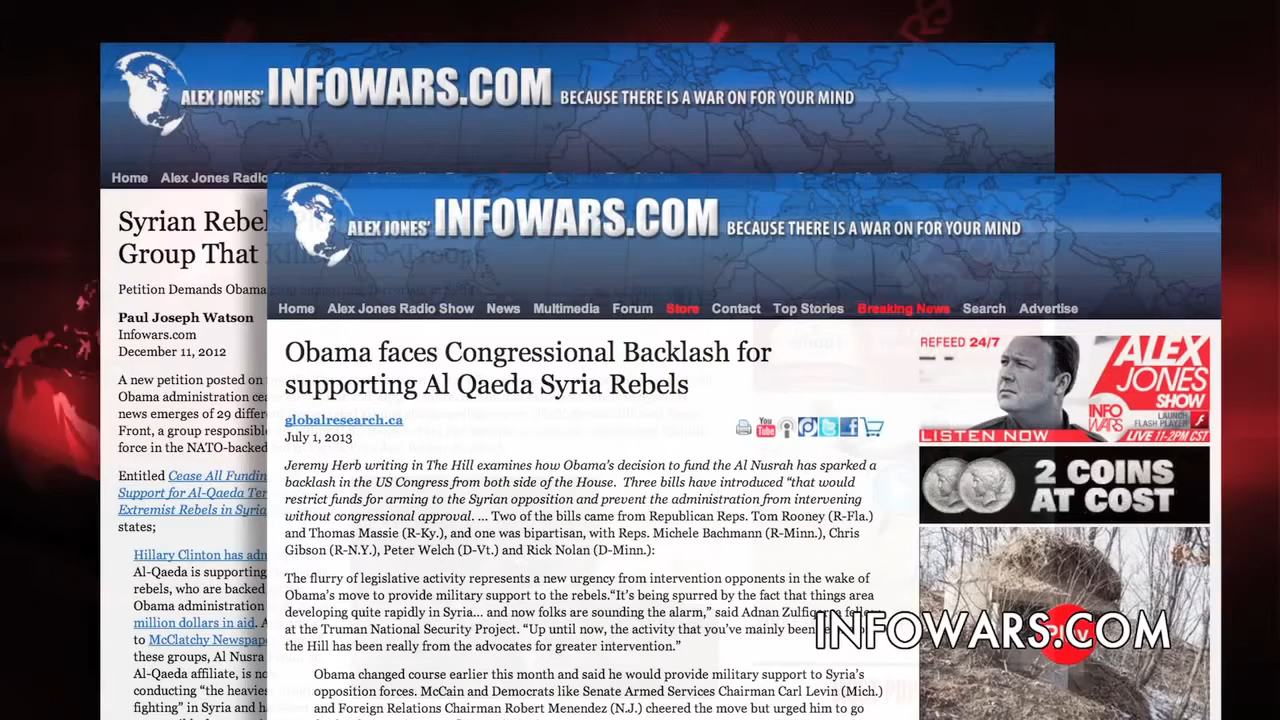 ALEX JONES' INFOWARS.COM BECAUSE THERE IS A WAR ON FOR YOUR MIND
Home Alex Jones Radio
Syrian Rebel
Group That
Petition Demands Obama
Paul Joseph Watson
Infowars.com
December 11, 2012
A new petition posted on
Obama administration cea
news emerges of 29 differe
Front, a group responsible
force in the NATO-backed
Entitled Cease All Fundin
Support for Al-Qaeda Ter
Extremist Rebels in Syria
states;
Hillary Clinton has adm
Al-Qaeda is supporting
rebels, who are backed
Obama administration
million dollars in aid. A
to McClatchy Newspape
these groups, Al Nusra
Al-Qaeda affiliate, is no
conducting “the heavies
fighting” in Syria and ha
ALEX JONES' INFOWARS.COM BECAUSE THERE IS A WAR ON FOR YOUR MIND
Home Alex Jones Radio Show News Multimedia Forum Store Contact Top Stories Breaking News Search Advertise
Obama faces Congressional Backlash for
supporting Al Qaeda Syria Rebels
globalresearch.ca
July 1, 2013
You
Tube
Jeremy Herb writing in The Hill examines how Obama’s decision to fund the Al Nusrah has sparked a
backlash in the US Congress from both side of the House. Three bills have introduced “that would
restrict funds for arming to the Syrian opposition and prevent the administration from intervening
without congressional approval. ... Two of the bills came from Republican Reps. Tom Rooney (R-Fla.)
and Thomas Massie (R-Ky.), and one was bipartisan, with Reps. Michele Bachmann (R-Minn.), Chris
Gibson (R-N.Y.), Peter Welch (D-Vt.) and Rick Nolan (D-Minn.):
The flurry of legislative activity represents a new urgency from intervention opponents in the wake of
Obama’s move to provide military support to the rebels.“It’s being spurred by the fact that things area
developing quite rapidly in Syria... and now folks are sounding the alarm,” said Adnan Zulfiqar, a fellow
at the Truman National Security Project. “Up until now, the activity that you’ve mainly been
the Hill has been really from the advocates for greater intervention.”
Obama changed course earlier this month and said he would provide military support to Syria’s
opposition forces. McCain and Democrats like Senate Armed Services Chairman Carl Levin (Mich.)
and Foreign Relations Chairman Robert Menendez (N.J.) cheered the move but urged him to go
REFEED 24/7
ALEX
JONES
SHOW
INFO
WARS
LAUNCH
FLASH PLAYER
LISTEN NOW
LIVE 11-2PM CST
2 COINS
AT COST
Play
INFOWARS.COM